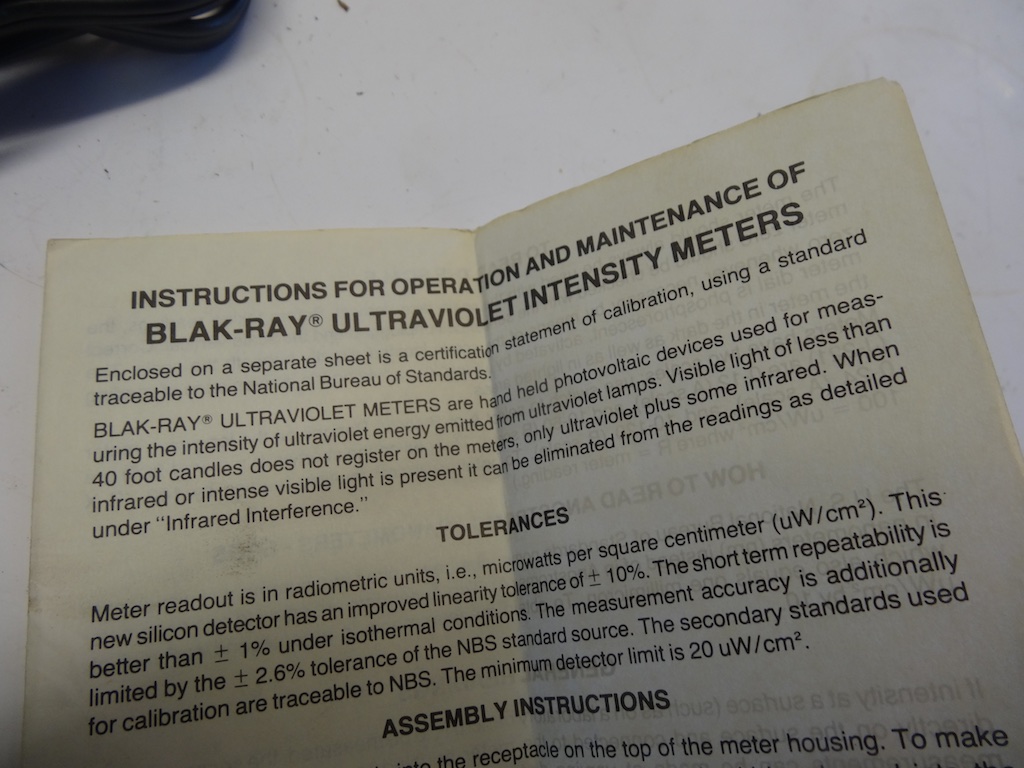 INSTRUCTIONS FOR OPERATION AND MAINTENANCE OF
BLAK-RAY® ULTRAVIOLET INTENSITY METERS
Enclosed on a separate sheet is a certification statement of calibration, using a standard
traceable to the National Bureau of Standards.
BLAK-RAY® ULTRAVIOLET METERS are hand held photovoltaic devices used for meas-
uring the intensity of ultraviolet energy emitted from ultraviolet lamps. Visible light of less than
40 foot candles does not register on the meters, only ultraviolet plus some infrared. When
infrared or intense visible light is present it can be eliminated from the readings as detailed
under "Infrared Interference."
TOLERANCES
Meter readout is in radiometric units, i.e., microwatts per square centimeter (uW/cm²). This
new silicon detector has an improved linearity tolerance of ± 10%. The short term repeatability is
better than ± 1% under isothermal conditions. The measurement accuracy is additionally
limited by the ± 2.6% tolerance of the NBS standard source. The secondary standards used
for calibration are traceable to NBS. The minimum detector limit is 20 uW/cm².
ASSEMBLY INSTRUCTIONS
into the receptacle on the top of the meter housing. To make